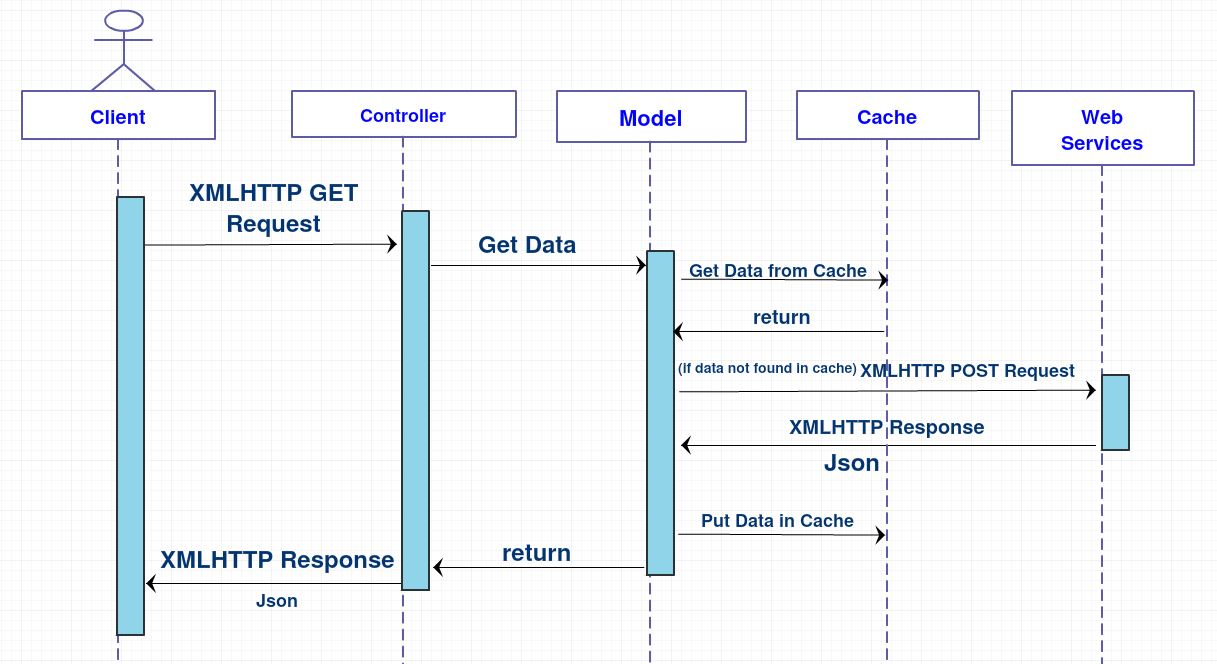 Client
Controller
Model
Cache
Web
Services
XMLHTTP GET
Request
Get Data
Get Data from Cache
return
(if data not found in cache) XMLHTTP POST Request
XMLHTTP Response
Json
Put Data in Cache
return
XMLHTTP Response
Json